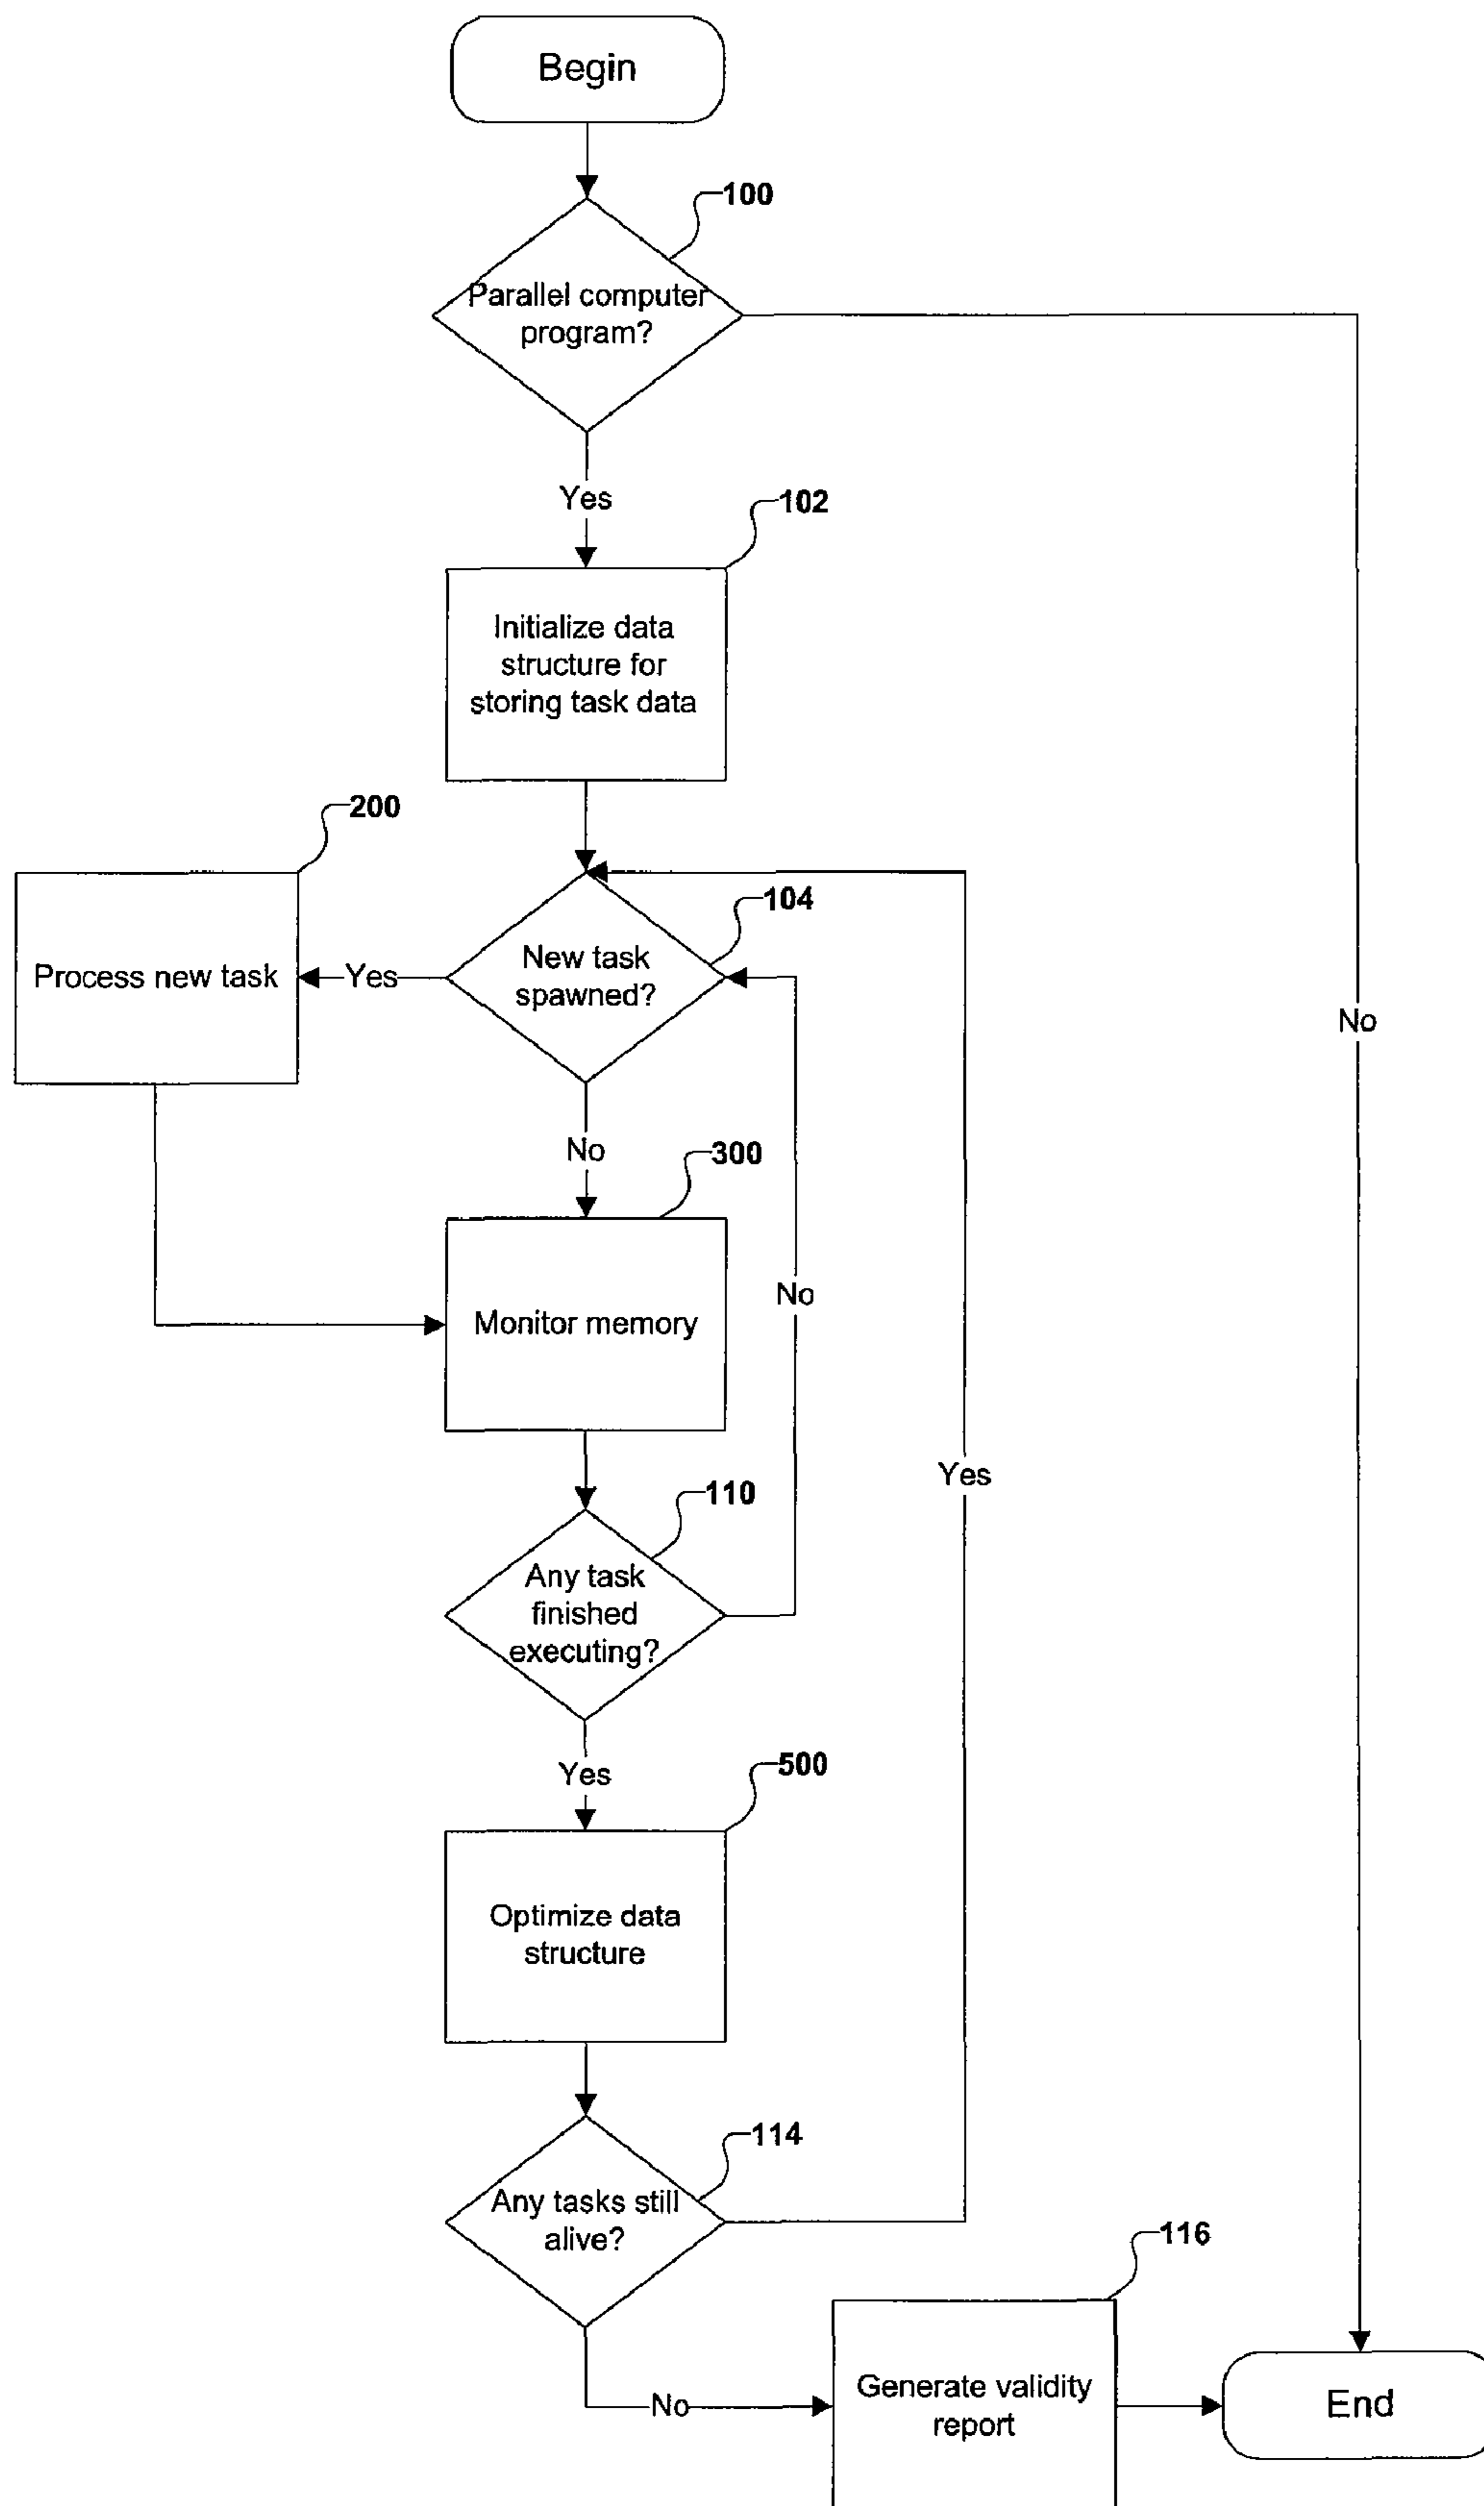 Begin
100
Parallel computer
program?
Yes
102
Initialize data
structure for
storing task data
200
104
Process new task
Yes
New task
spawned?
No
No
300
Monitor memory
No
Yes
110
Any task
finished
executing?
Yes
500
Optimize data
structure
114
Any tasks still
alive?
116
No
Generate validity
report
End